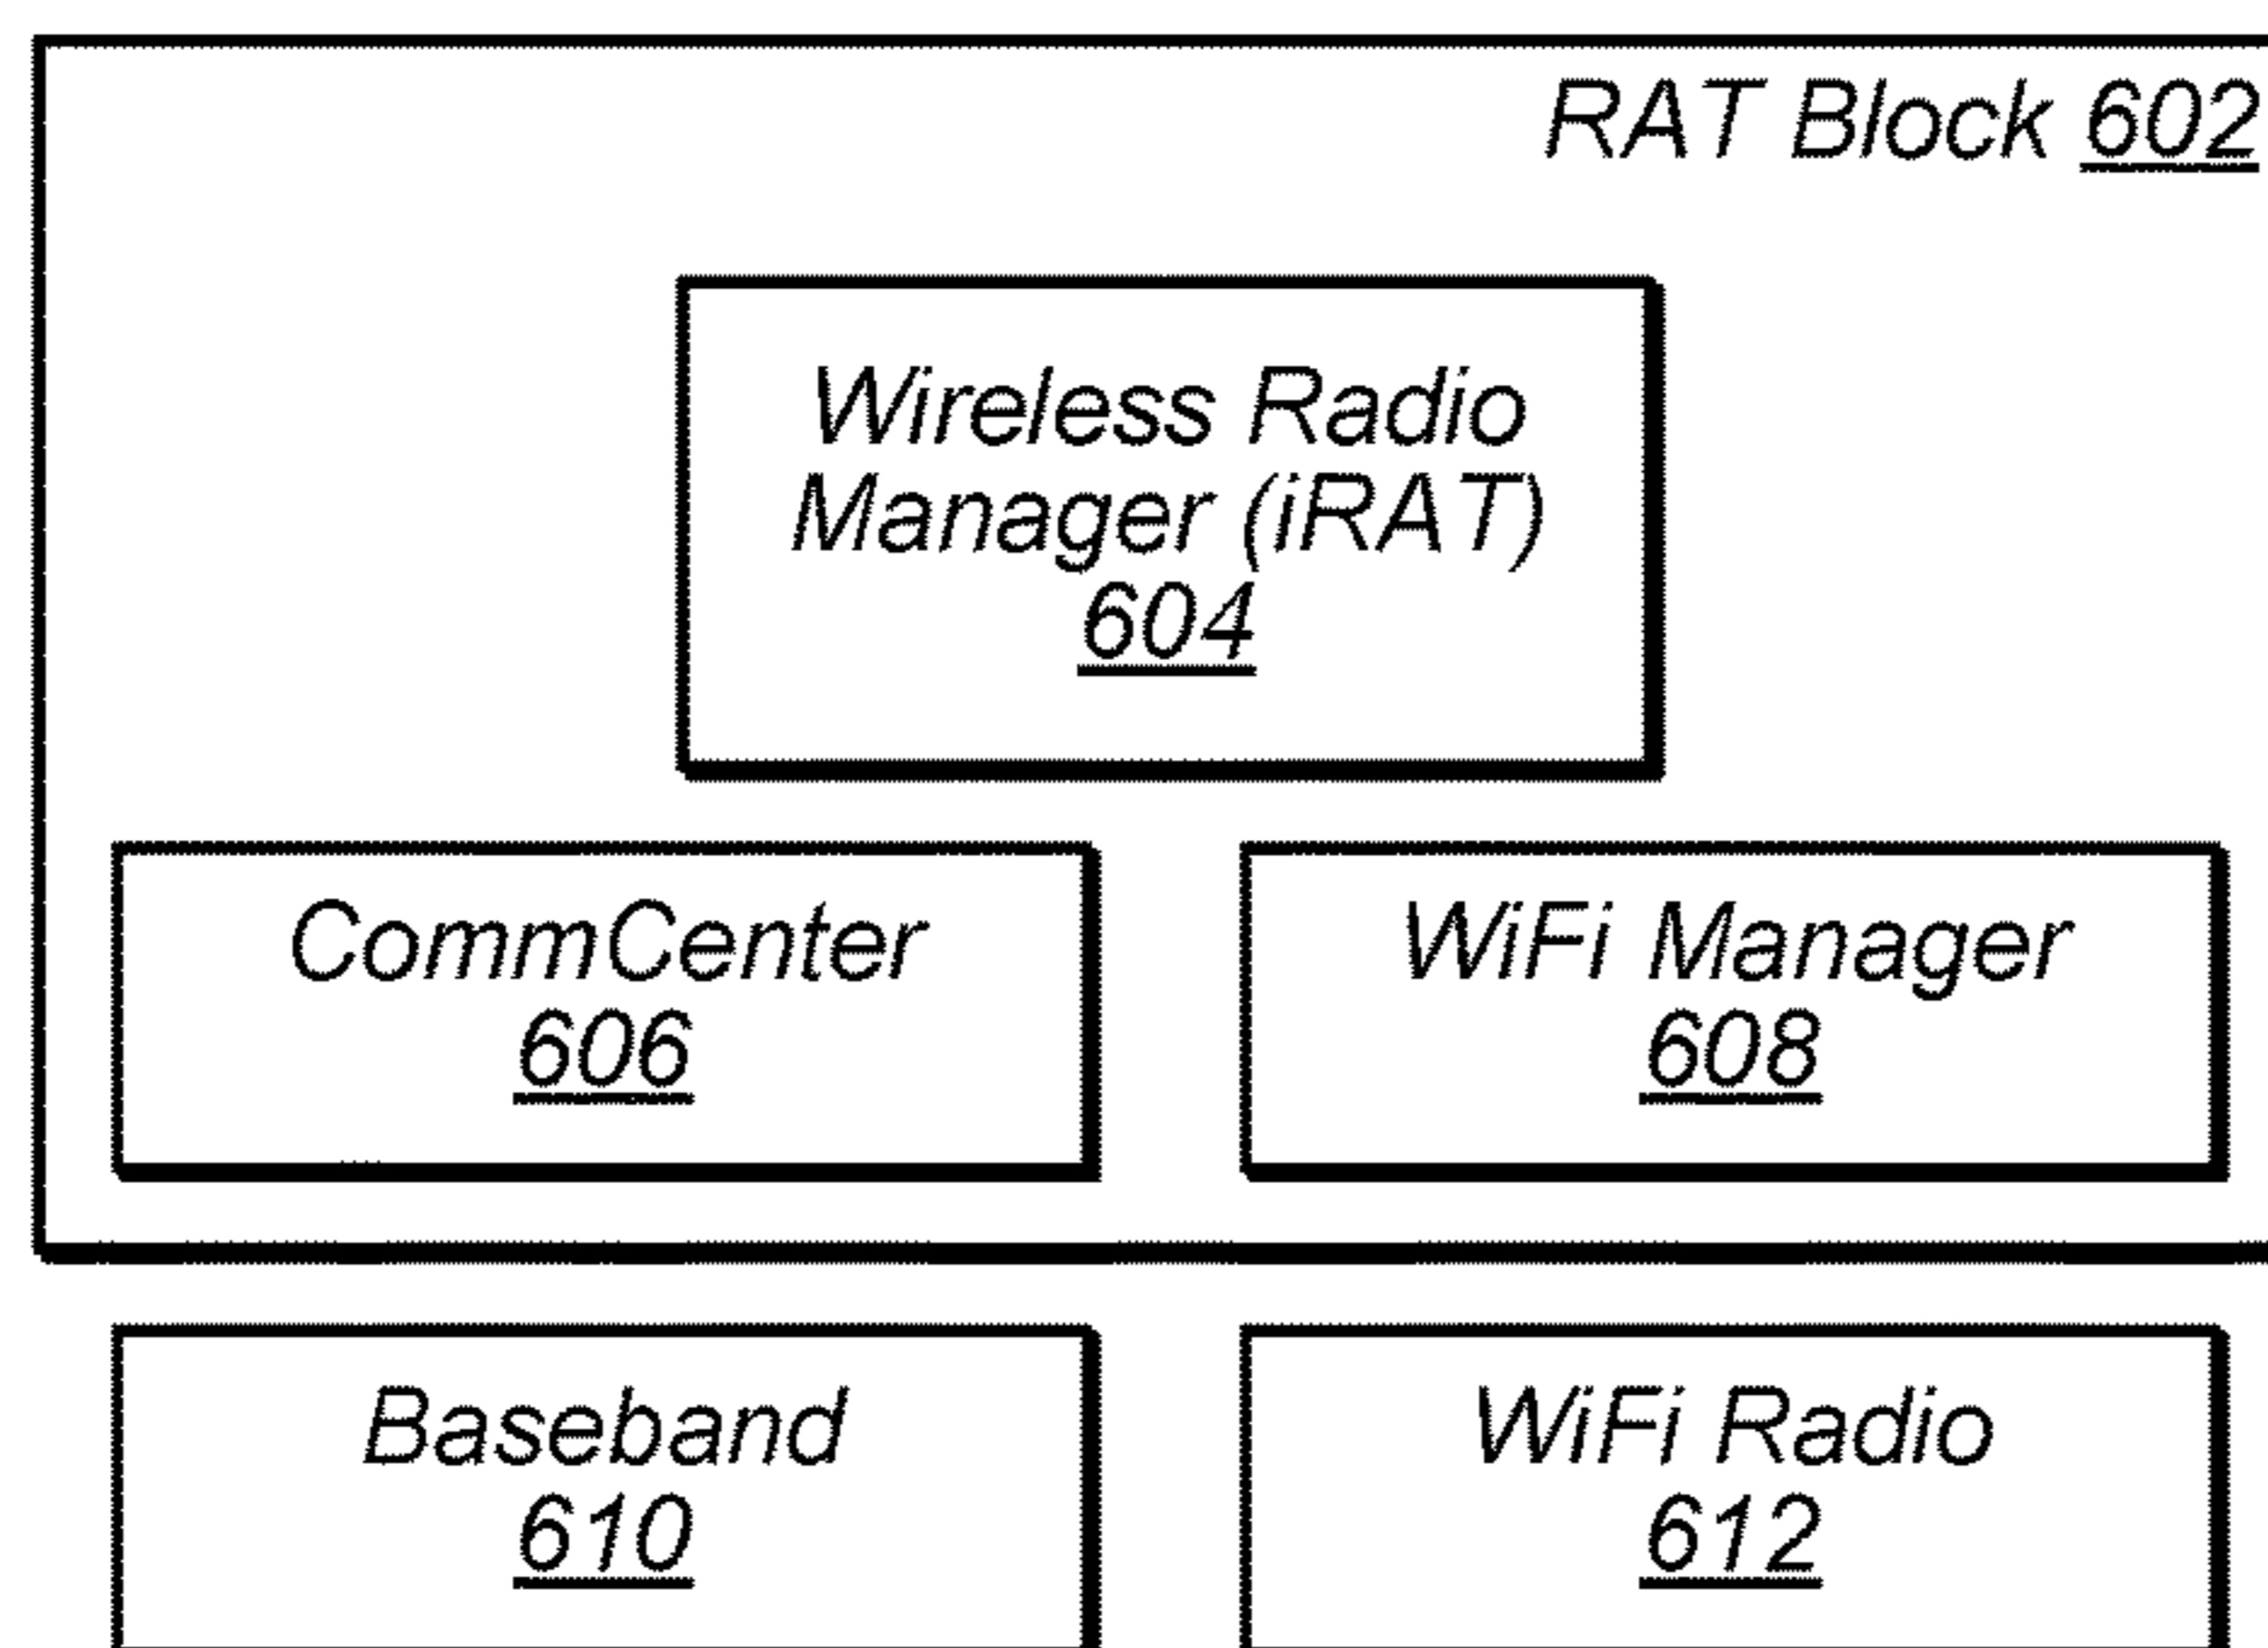 RAT Block 602
Wireless Radio
Manager (iRAT)
604
CommCenter
606
WiFi Manager
608
Baseband
610
WiFi Radio
612